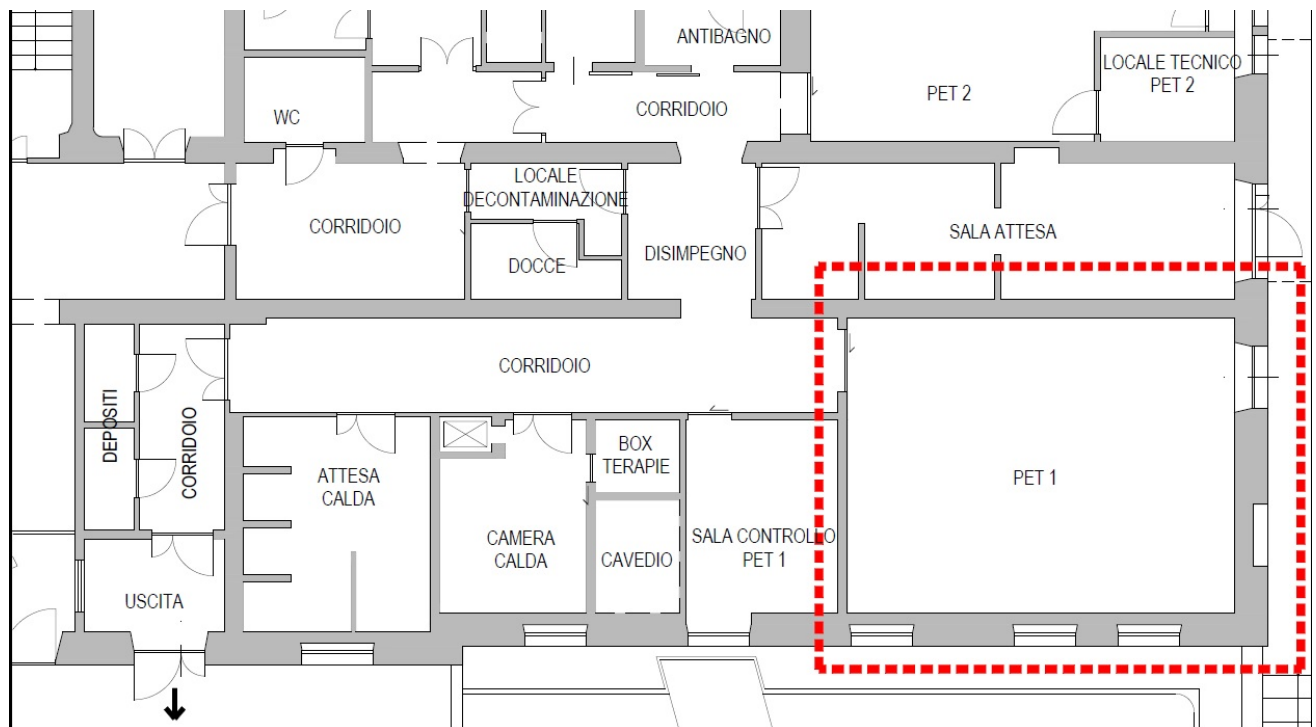 ANTIBAGNO
LOCALE TECNICO
PET 2
PET 2
CORRIDOIO
WC
LOCALE
DECONTAMINAZIONE
CORRIDOIO
SALA ATTESA
DISIMPEGNO
DOCCE
CORRIDOIO
DEPOSITI
CORRIDOIO
BOX
TERAPIE
ATTESA
CALDA
PET 1
CAMERA
CALDA
SALA CONTROLLO
PET 1
CAVEDIO
USCITA